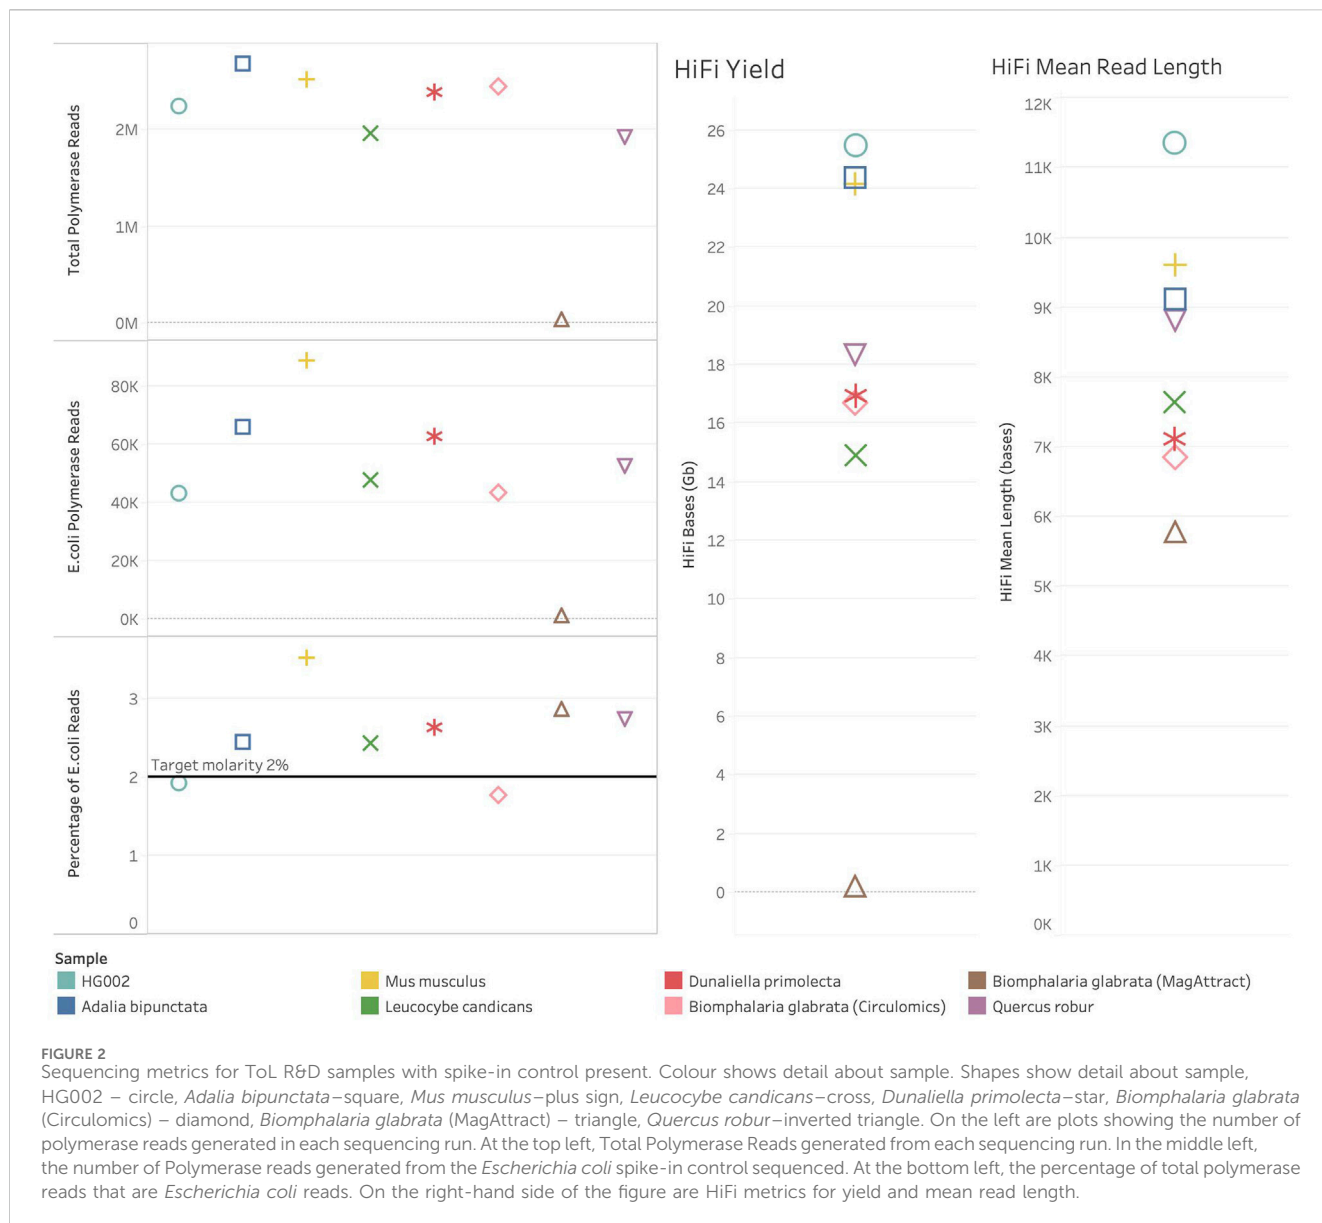 Total Polymerase Reads
2M
1M
0M
E.coli Polymerase Reads
80K
60K
40K
20K
0K
Percentage of E.coli Reads
3
2
1
0
Target molarity 2%
HiFi Yield
HiFi Bases (Gb)
26
24
22
20
18
16
14
12
10
8
6
4
2
0
HiFi Mean Read Length
HiFi Mean Length (bases)
12K
11K
10K
9K
8K
7K
6K
5K
4K
3K
2K
1K
0K
Sample
HG002
Mus musculus
Dunaliella primolecta
Biomphalaria glabrata (MagAttract)
Adalia bipunctata
Leucocybe candicans
Biomphalaria glabrata (Circulomics)
Quercus robur
FIGURE 2
Sequencing metrics for ToL R&D samples with spike-in control present. Colour shows detail about sample. Shapes show detail about sample,
HG002 – circle, Adalia bipunctata–square, Mus musculus–plus sign, Leucocybe candicans–cross, Dunaliella primolecta–star, Biomphalaria glabrata
(Circulomics) – diamond, Biomphalaria glabrata (MagAttract) – triangle, Quercus robur–inverted triangle. On the left are plots showing the number of
polymerase reads generated in each sequencing run. At the top left, Total Polymerase Reads generated from each sequencing run. In the middle left,
the number of Polymerase reads generated from the Escherichia coli spike-in control sequenced. At the bottom left, the percentage of total polymerase
reads that are Escherichia coli reads. On the right-hand side of the figure are HiFi metrics for yield and mean read length.